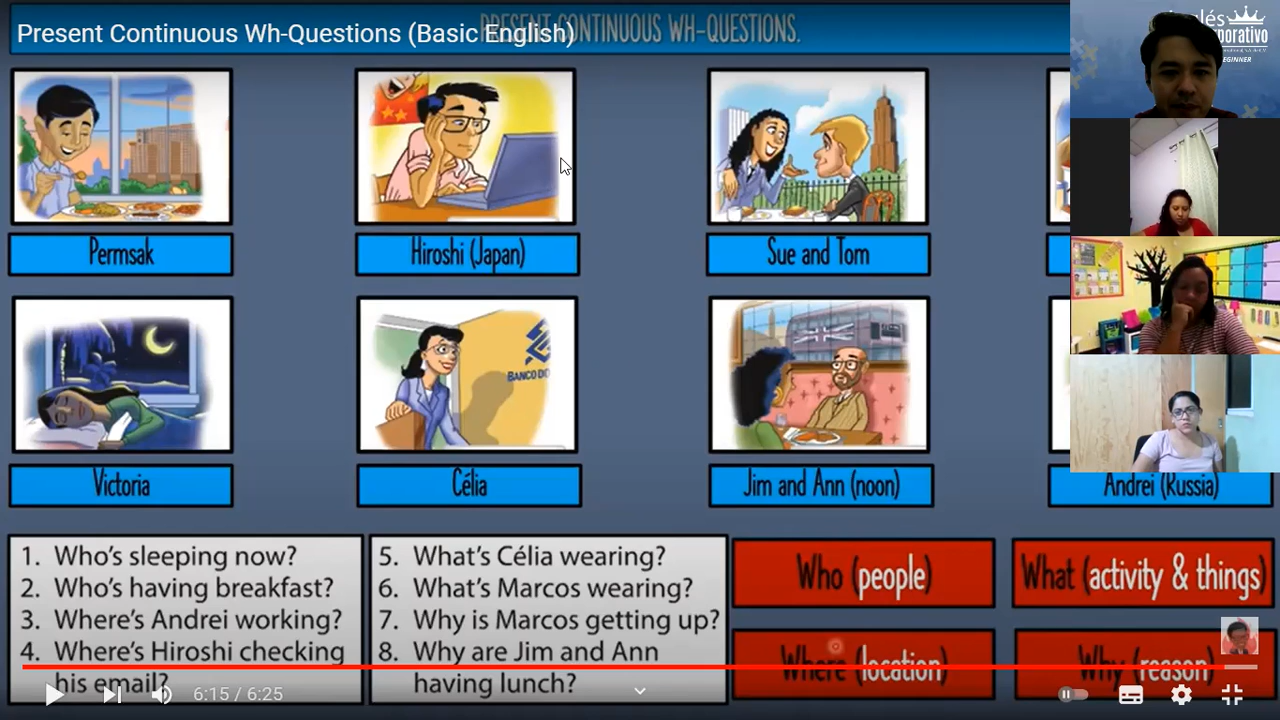 PRESENT CONTINUOUS WH-QUESTIONS.
Present Continuous Wh-Questions (Basic English)
BEGINNER
Permsak
Hiroshi (Japan)
Sue and Tom
BANCO DO
Victoria
Célia
Jim and Ann (noon)
Andrei (Russia)
1. Who's sleeping now?
2. Who's having breakfast?
3. Where's Andrei working?
4. Where's Hiroshi checking
his email?
5. What's Célia wearing?
6. What's Marcos wearing?
7. Why is Marcos getting up?
8. Why are Jim and Ann
having lunch?
Who (people)
What (activity & things)
Where (location)
Why (reason)
6:15 / 6:25